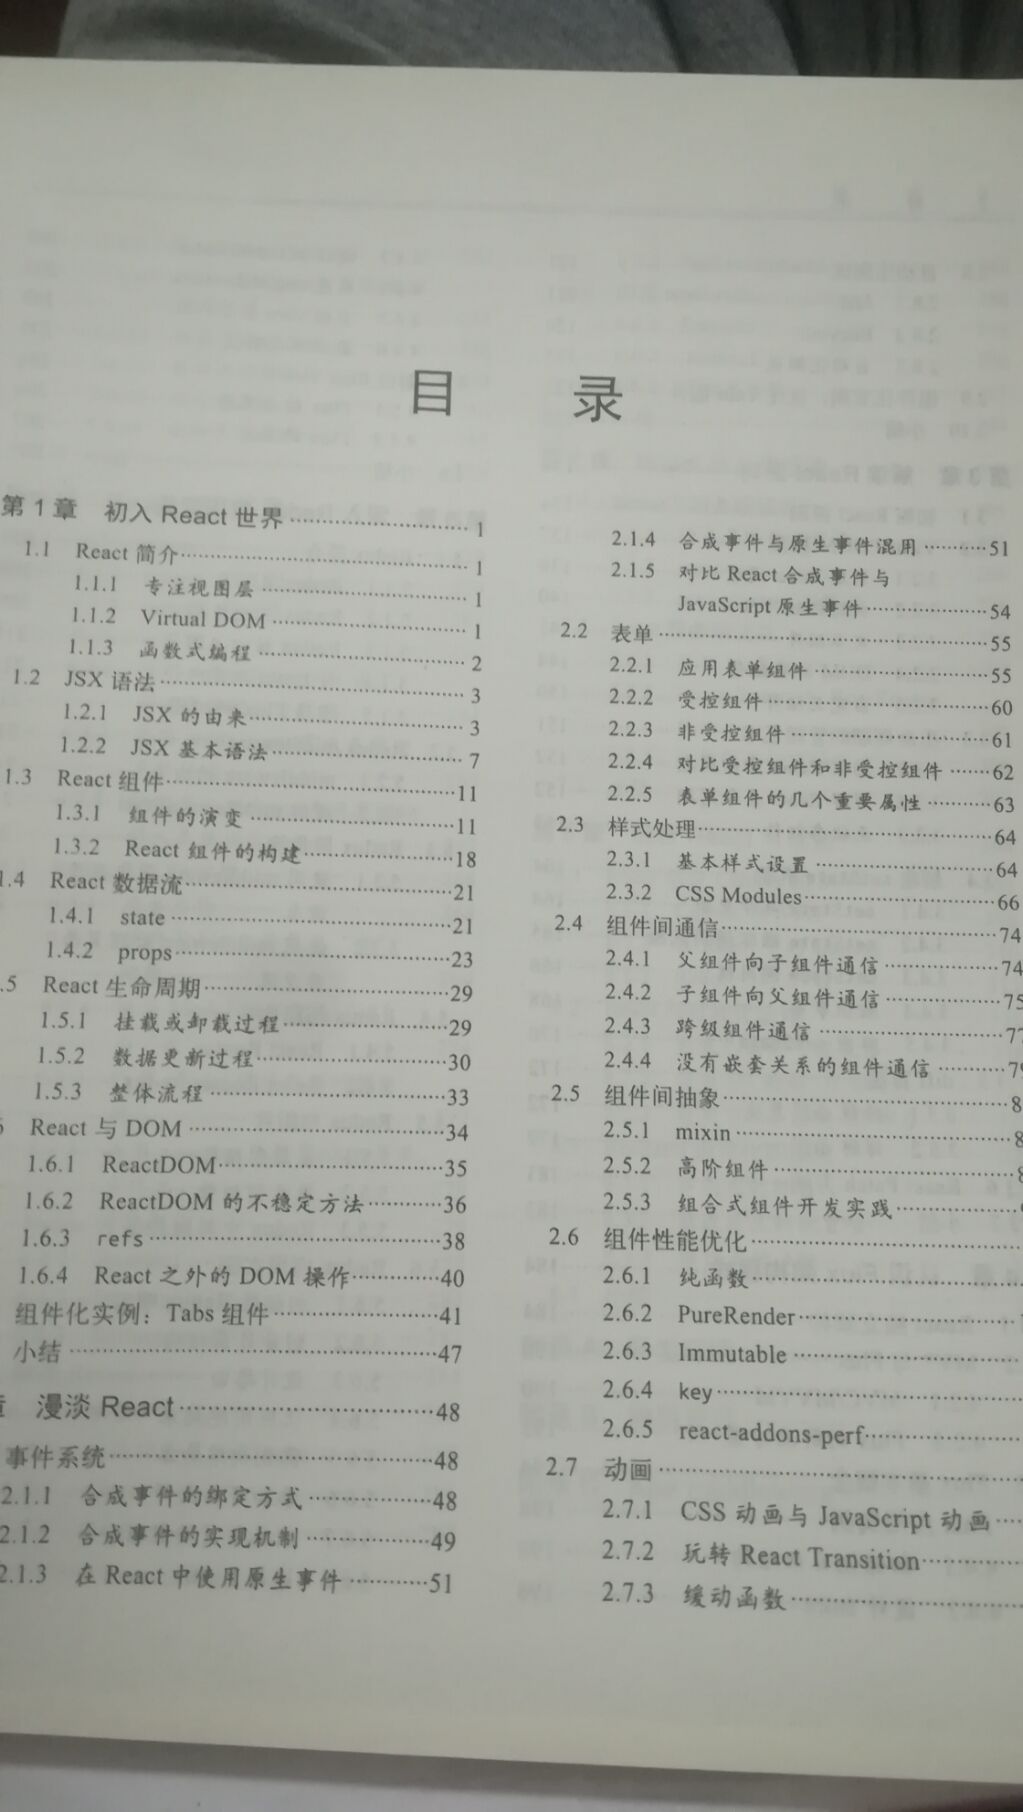 目 录
第 1 章 初入 React 世界 1
1.1 React 简介 1
1.1.1 专注视图层 1
1.1.2 Virtual DOM 1
1.1.3 函数式编程 2
1.2 JSX 语法 3
1.2.1 JSX 的由来 3
1.2.2 JSX 基本语法 7
1.3 React 组件 11
1.3.1 组件的演变 11
1.3.2 React 组件的构建 18
1.4 React 数据流 21
1.4.1 state 21
1.4.2 props 23
.5 React 生命周期 29
1.5.1 挂载或卸载过程 29
1.5.2 数据更新过程 30
1.5.3 整体流程 33
React 与 DOM 34
1.6.1 ReactDOM 35
1.6.2 ReactDOM 的不稳定方法 36
1.6.3 refs 38
1.6.4 React 之外的 DOM 操作 40
组件化实例：Tabs 组件 41
小结 47
漫谈 React 48
事件系统 48
2.1.1 合成事件的绑定方式 48
2.1.2 合成事件的实现机制 49
2.1.3 在 React 中使用原生事件 51
2.1.4 合成事件与原生事件混用 51
2.1.5 对比 React 合成事件与
JavaScript 原生事件 54
2.2 表单 55
2.2.1 应用表单组件 55
2.2.2 受控组件 60
2.2.3 非受控组件 61
2.2.4 对比受控组件和非受控组件 62
2.2.5 表单组件的几个重要属性 63
2.3 样式处理 64
2.3.1 基本样式设置 64
2.3.2 CSS Modules 66
2.4 组件间通信 74
2.4.1 父组件向子组件通信 74
2.4.2 子组件向父组件通信 75
2.4.3 跨级组件通信 77
2.4.4 没有嵌套关系的组件通信 79
2.5 组件间抽象 8
2.5.1 mixin 8
2.5.2 高阶组件
2.5.3 组合式组件开发实践
2.6 组件性能优化
2.6.1 纯函数
2.6.2 PureRender
2.6.3 Immutable
2.6.4 key
2.6.5 react-addons-perf
2.7 动画
2.7.1 CSS 动画与 JavaScript 动画
2.7.2 玩转 React Transition
2.7.3 缓动函数